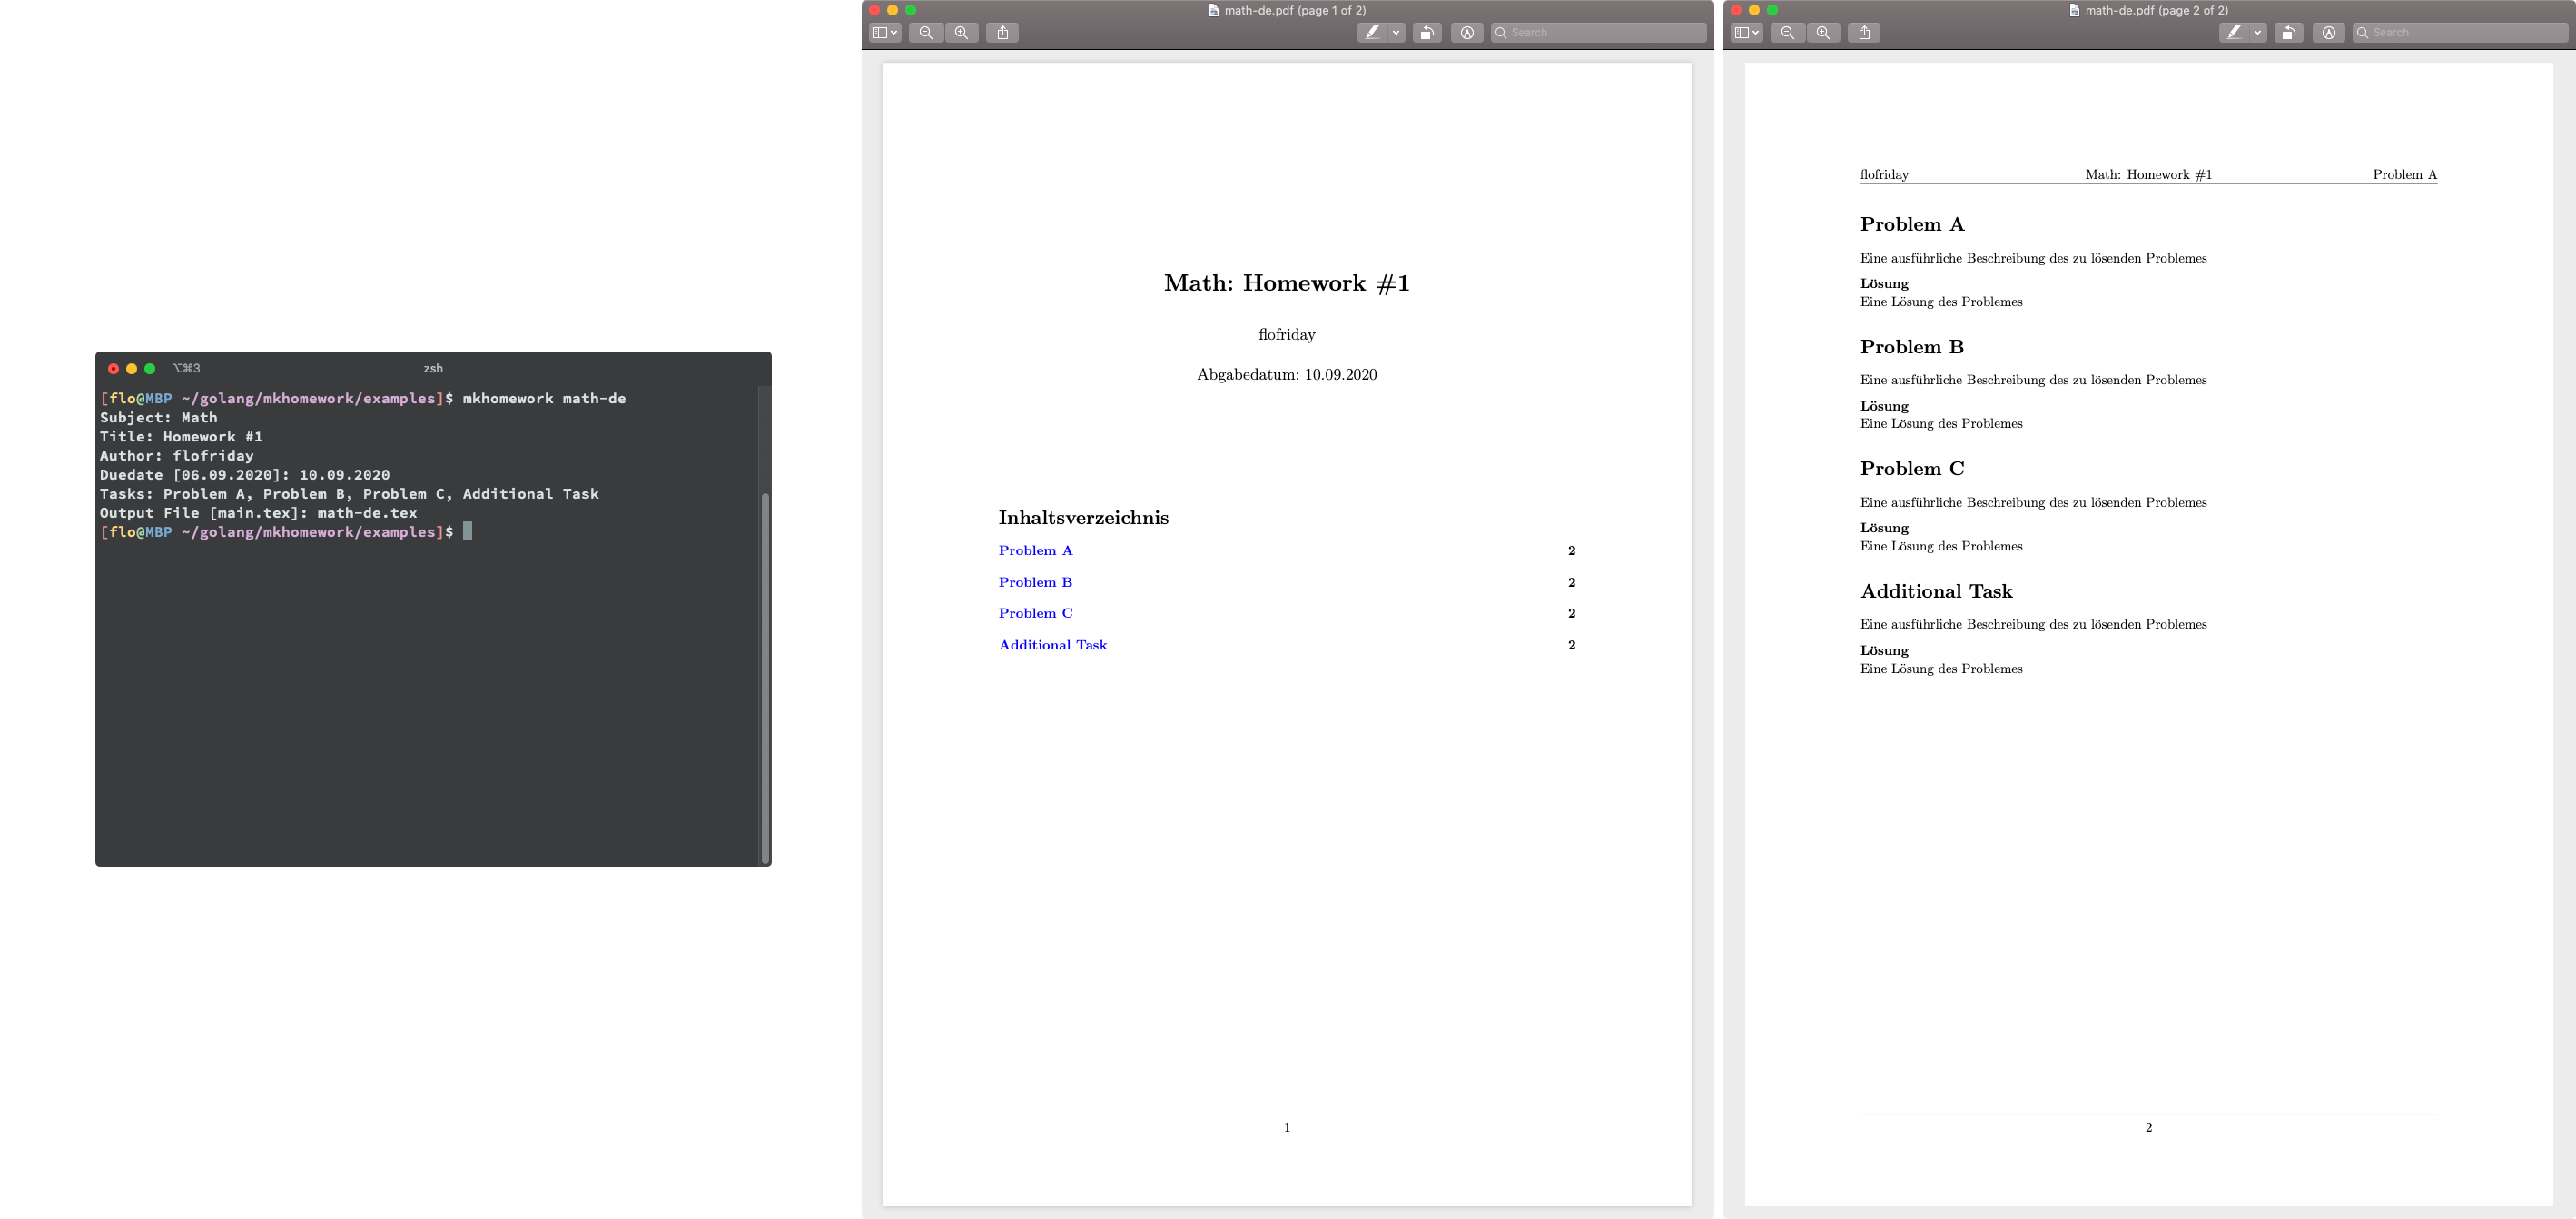 ⌥⌘3 zsh
[flo@MBP ~/golang/mkhomework/examples]$ mkhomework math-de
Subject: Math
Title: Homework #1
Author: flofriday
Duedate [06.09.2020]: 10.09.2020
Tasks: Problem A, Problem B, Problem C, Additional Task
Output File [main.tex]: math-de.tex
[flo@MBP ~/golang/mkhomework/examples]$
math-de.pdf (page 1 of 2)
Search
Math: Homework #1
flofriday
Abgabedatum: 10.09.2020
Inhaltsverzeichnis
Problem A 2
Problem B 2
Problem C 2
Additional Task 2
1
math-de.pdf (page 2 of 2)
Search
flofriday Math: Homework #1 Problem A
Problem A
Eine ausführliche Beschreibung des zu lösenden Problemes
Lösung
Eine Lösung des Problemes
Problem B
Eine ausführliche Beschreibung des zu lösenden Problemes
Lösung
Eine Lösung des Problemes
Problem C
Eine ausführliche Beschreibung des zu lösenden Problemes
Lösung
Eine Lösung des Problemes
Additional Task
Eine ausführliche Beschreibung des zu lösenden Problemes
Lösung
Eine Lösung des Problemes
2